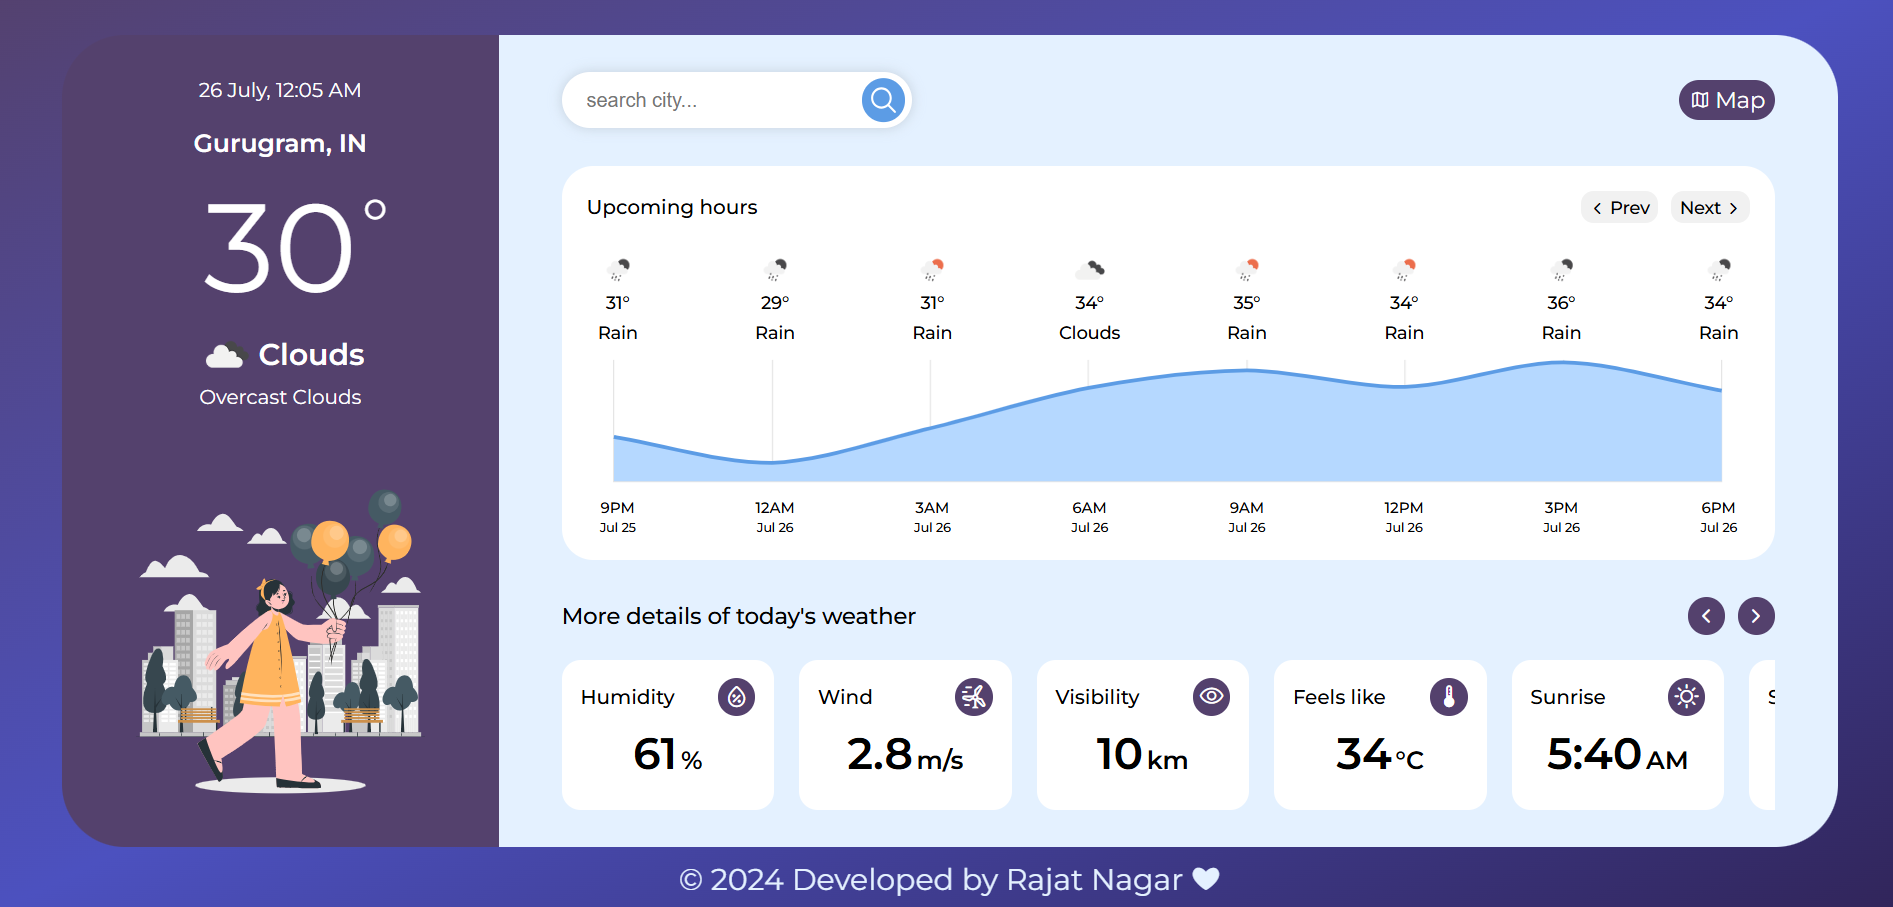 26 July, 12:05 AM
Gurugram, IN
30°
Clouds
Overcast Clouds
search city...
Map
Upcoming hours
Prev Next
31° 29° 31° 34° 35° 34° 36° 34°
Rain Rain Rain Clouds Rain Rain Rain Rain
9PM 12AM 3AM 6AM 9AM 12PM 3PM 6PM
Jul 25 Jul 26 Jul 26 Jul 26 Jul 26 Jul 26 Jul 26 Jul 26
More details of today's weather
Humidity Wind Visibility Feels like Sunrise
61 % 2.8 m/s 10 km 34 °C 5:40 AM
© 2024 Developed by Rajat Nagar